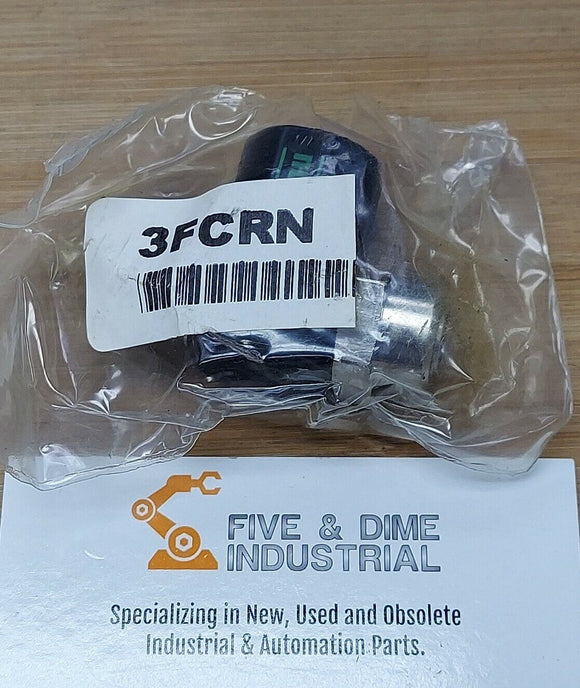 3FCRN
FIVE & DIME
INDUSTRIAL
Specializing in New, Used and Obsolete
Industrial & Automation Parts.